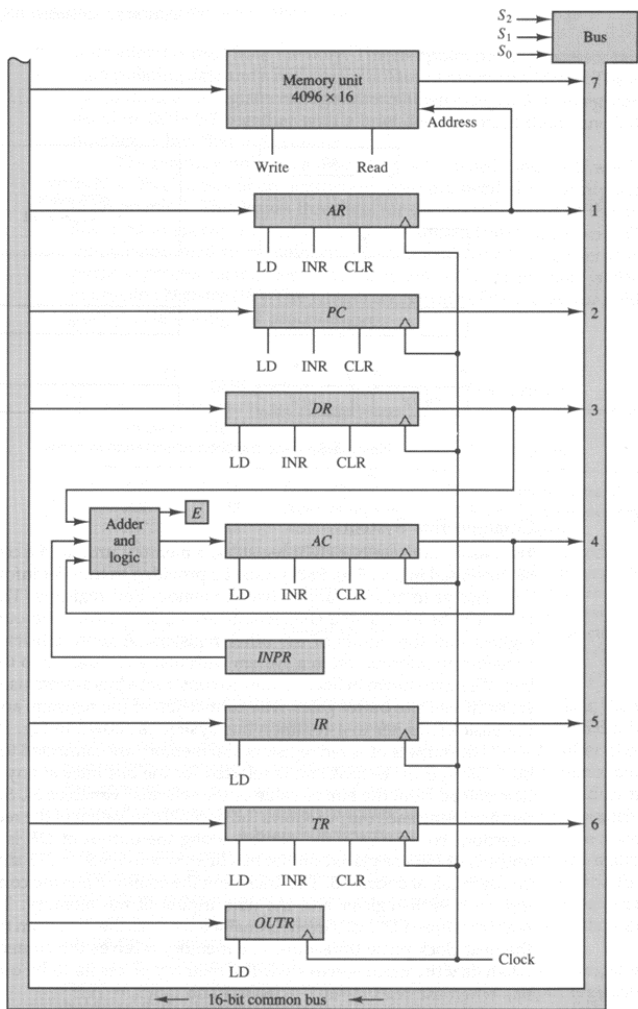 S2
S1
S0
Bus
Memory unit
4096 × 16
7
Address
Write Read
AR
1
LD INR CLR
PC
2
LD INR CLR
DR
3
LD INR CLR
E
Adder
and
logic
AC
4
LD INR CLR
INPR
IR
5
LD
TR
6
LD INR CLR
OUTR
LD
Clock
16-bit common bus